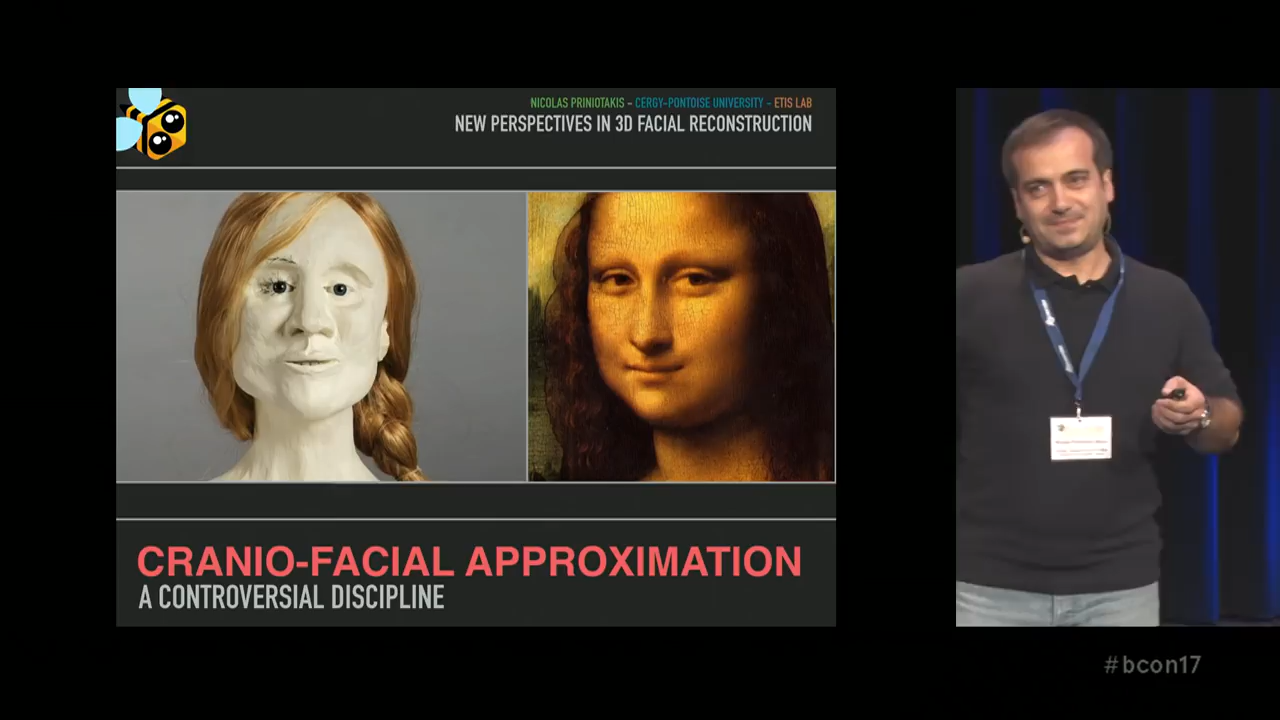 NICOLAS PRINIOTAKIS - CERGY-PONTOISE UNIVERSITY - ETIS LAB
NEW PERSPECTIVES IN 3D FACIAL RECONSTRUCTION
CRANIO-FACIAL APPROXIMATION
A CONTROVERSIAL DISCIPLINE
#bcon17